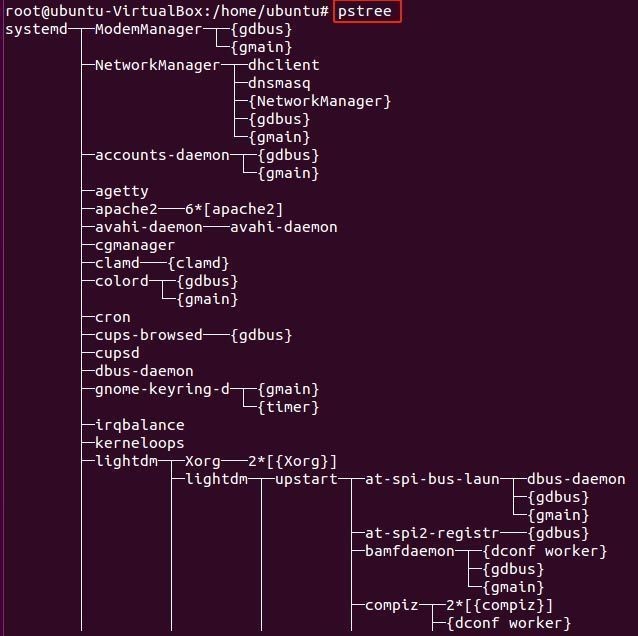 root@ubuntu-VirtualBox:/home/ubuntu# pstree
systemd─┬─ModemManager─┬─{gdbus}
        │              └─{gmain}
        ├─NetworkManager─┬─dhclient
        │                ├─dnsmasq
        │                ├─{NetworkManager}
        │                ├─{gdbus}
        │                └─{gmain}
        ├─accounts-daemon─┬─{gdbus}
        │                 └─{gmain}
        ├─agetty
        ├─apache2───6*[apache2]
        ├─avahi-daemon───avahi-daemon
        ├─cgmanager
        ├─clamd───{clamd}
        ├─colord─┬─{gdbus}
        │        └─{gmain}
        ├─cron
        ├─cups-browsed───{gdbus}
        ├─cupsd
        ├─dbus-daemon
        ├─gnome-keyring-d─┬─{gmain}
        │                 └─{timer}
        ├─irqbalance
        ├─kerneloops
        ├─lightdm─┬─Xorg───2*[{Xorg}]
        │         ├─lightdm─┬─upstart─┬─at-spi-bus-laun─┬─dbus-daemon
        │         │         │         │                 ├─{gdbus}
        │         │         │         │                 └─{gmain}
        │         │         │         ├─at-spi2-registr───{gdbus}
        │         │         │         ├─bamfdaemon─┬─{dconf worker}
        │         │         │         │            ├─{gdbus}
        │         │         │         │            └─{gmain}
        │         │         │         ├─compiz─┬─2*[{compiz}]
        │         │         │         │        ├─{dconf worker}